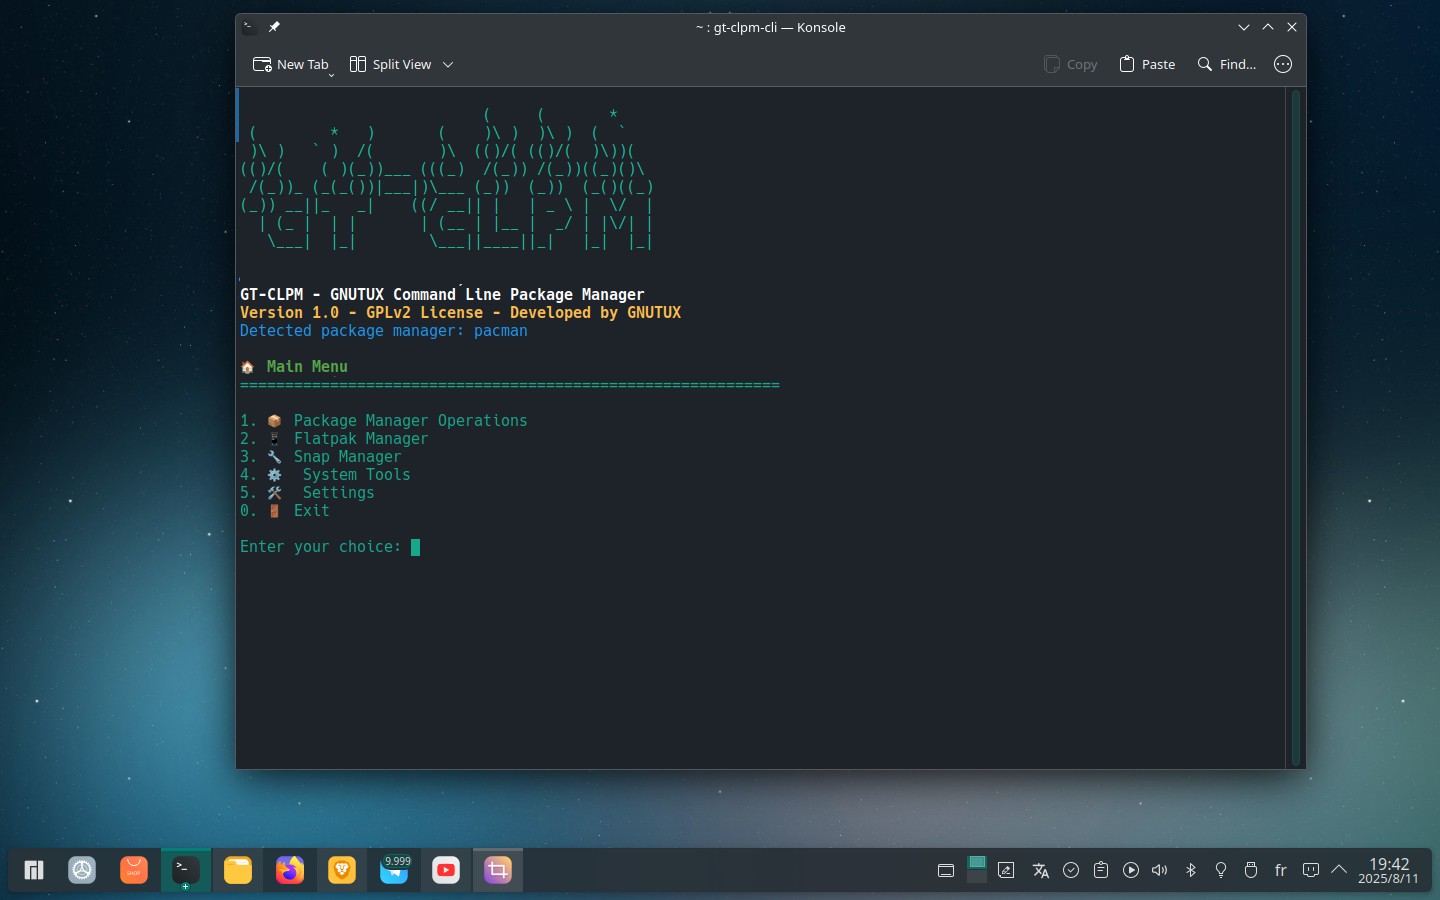 ~ : gt-clpm-cli — Konsole
New Tab
Split View
Copy
Paste
Find...
                           (     (       *
 (        *   )       (    )\ )  )\ )  (  `
 )\ )   ` )  /(       )\  (()/( (()/(  )\))(
(()/(    ( )(_))___ (((_)  /(_)) /(_))((_)()\
 /(_))_ (_(_())|___|)\___ (_))  (_))  (_()((_)
(_)) __||_   _|    ((/ __|| |   | _ \ |  \/  |
  | (_ |  | |       | (__ | |__ |  _/ | |\/| |
   \___|  |_|        \___||____||_|   |_|  |_|
GT-CLPM - GNUTUX Command Line Package Manager
Version 1.0 - GPLv2 License - Developed by GNUTUX
Detected package manager: pacman
🏠 Main Menu
============================================================
1. 📦 Package Manager Operations
2. 📱 Flatpak Manager
3. 🔧 Snap Manager
4. ⚙️  System Tools
5. 🛠️  Settings
0. 🚪 Exit
Enter your choice:
SHOP
9.999
fr
19:42
2025/8/11